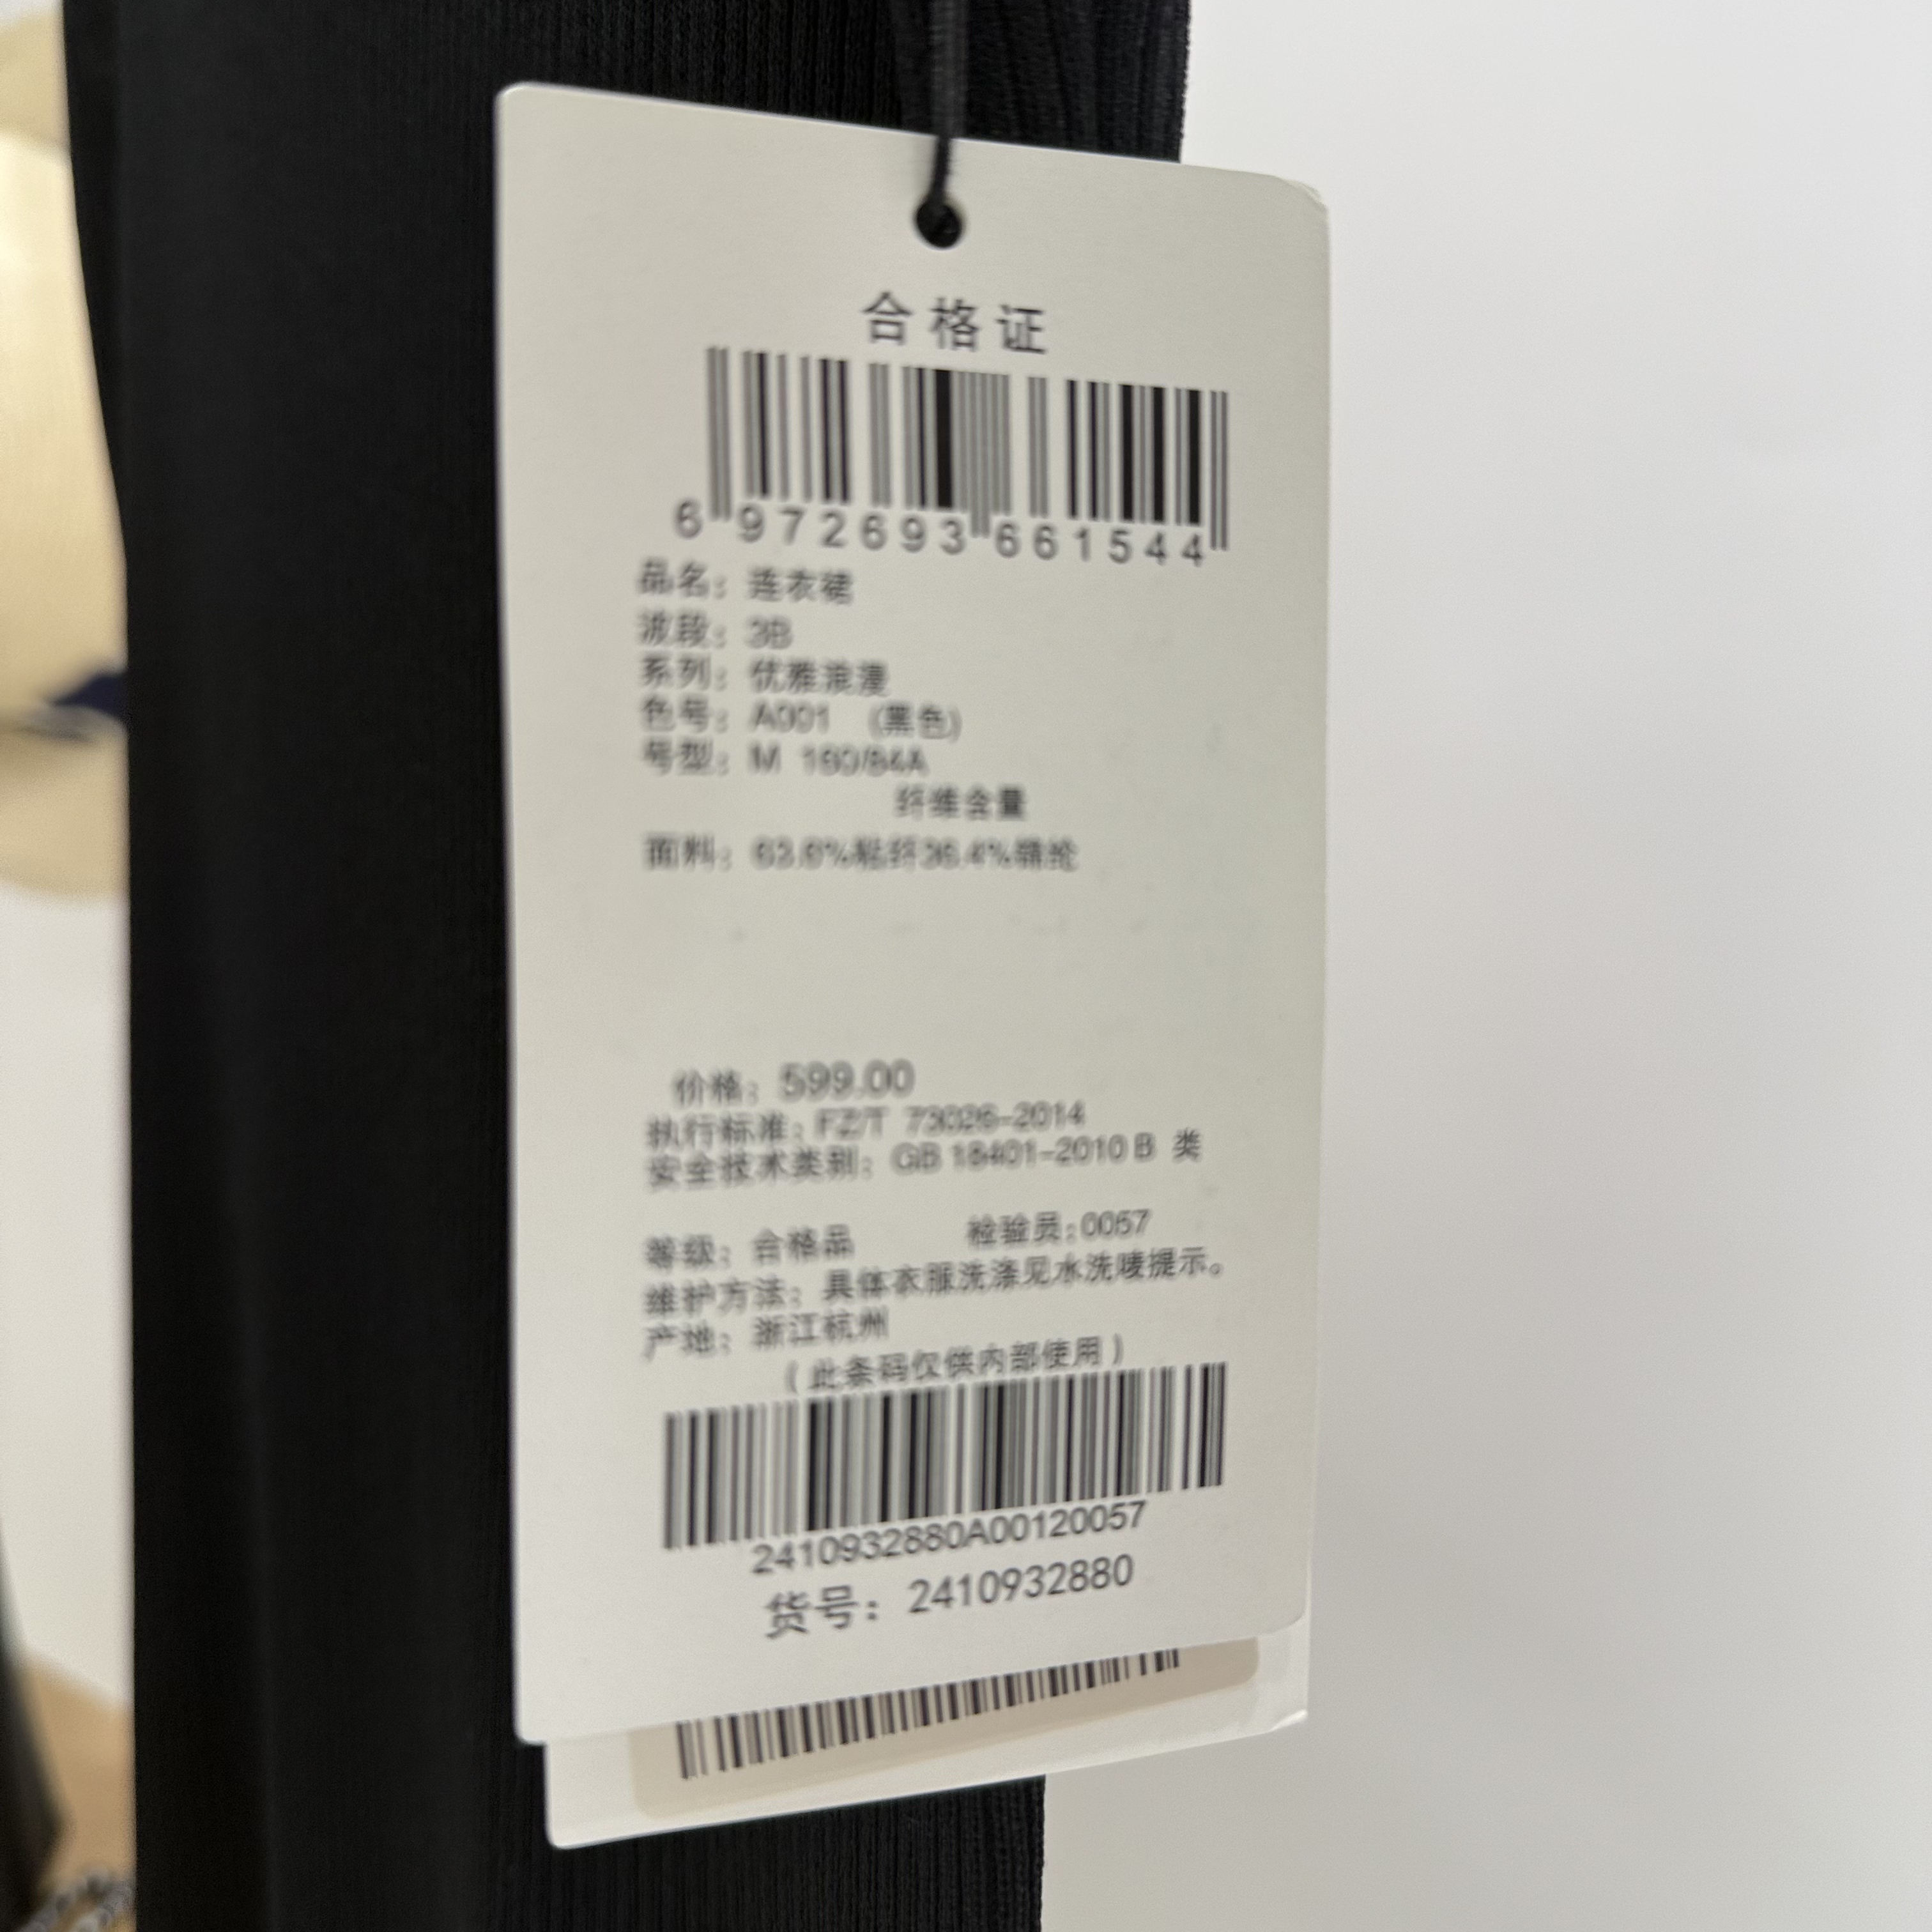 合格证
6 972693 661544
品名：连衣裙
波段：3B
系列：优雅浪漫
色号：A001 (黑色)
号型：M 160/84A
纤维含量
面料：63.6%粘纤36.4%锦纶
价格：599.00
执行标准：FZ/T 73026-2014
安全技术类别：GB 18401-2010 B 类
等级：合格品 检验员：0057
维护方法：具体衣服洗涤见水洗唛提示。
产地：浙江杭州
（此条码仅供内部使用）
2410932880A00120057
货号：2410932880